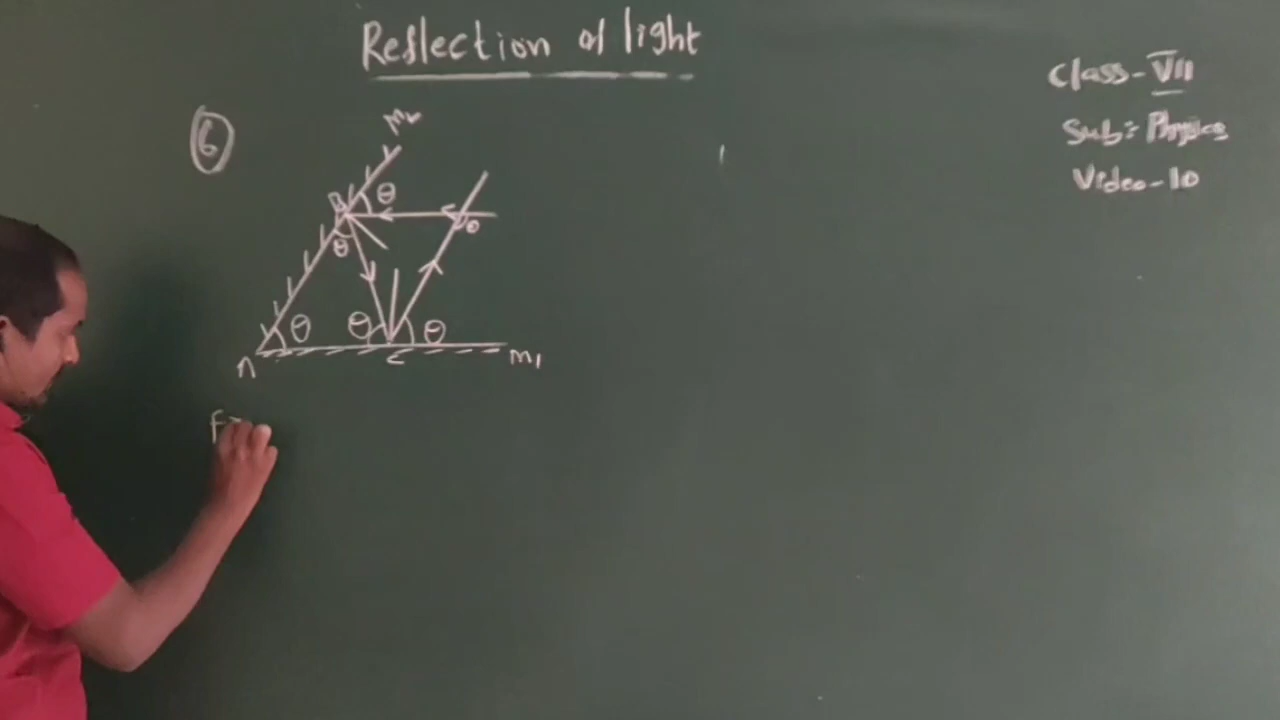 Reflection of light
Class-VII
Sub:- Physics
Video-10
6
M2
B
θ
θ
θ
θ
θ
θ
A
C
M1